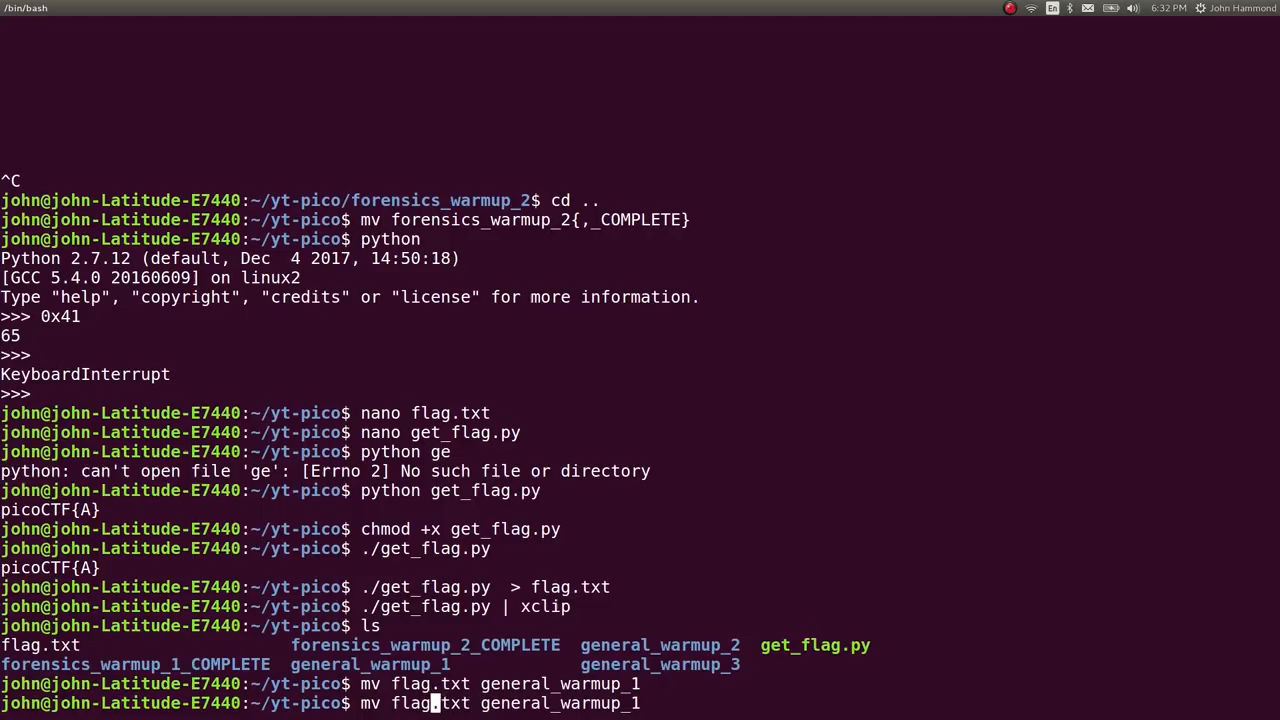 /bin/bash
En
6:32 PM
John Hammond
^C
john@john-Latitude-E7440:~/yt-pico/forensics_warmup_2$ cd ..
john@john-Latitude-E7440:~/yt-pico$ mv forensics_warmup_2{,_COMPLETE}
john@john-Latitude-E7440:~/yt-pico$ python
Python 2.7.12 (default, Dec  4 2017, 14:50:18)
[GCC 5.4.0 20160609] on linux2
Type "help", "copyright", "credits" or "license" for more information.
>>> 0x41
65
>>>
KeyboardInterrupt
>>>
john@john-Latitude-E7440:~/yt-pico$ nano flag.txt
john@john-Latitude-E7440:~/yt-pico$ nano get_flag.py
john@john-Latitude-E7440:~/yt-pico$ python ge
python: can't open file 'ge': [Errno 2] No such file or directory
john@john-Latitude-E7440:~/yt-pico$ python get_flag.py
picoCTF{A}
john@john-Latitude-E7440:~/yt-pico$ chmod +x get_flag.py
john@john-Latitude-E7440:~/yt-pico$ ./get_flag.py
picoCTF{A}
john@john-Latitude-E7440:~/yt-pico$ ./get_flag.py  > flag.txt
john@john-Latitude-E7440:~/yt-pico$ ./get_flag.py | xclip
john@john-Latitude-E7440:~/yt-pico$ ls
flag.txt                     forensics_warmup_2_COMPLETE  general_warmup_2  get_flag.py
forensics_warmup_1_COMPLETE  general_warmup_1             general_warmup_3
john@john-Latitude-E7440:~/yt-pico$ mv flag.txt general_warmup_1
john@john-Latitude-E7440:~/yt-pico$ mv flag.txt general_warmup_1